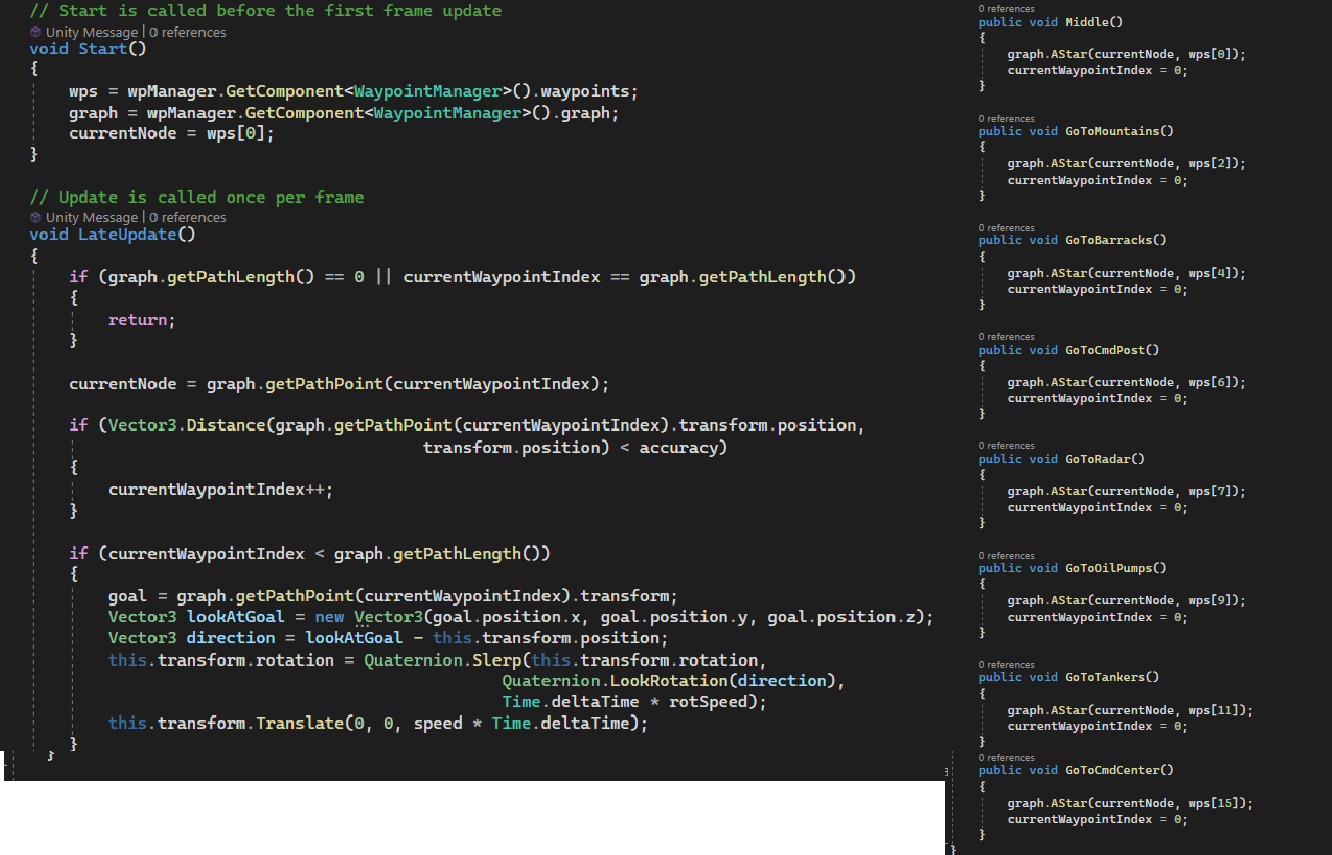 // Start is called before the first frame update
Unity Message | 0 references
void Start()
{
wps = wpManager.GetComponent<WaypointManager>().waypoints;
graph = wpManager.GetComponent<WaypointManager>().graph;
currentNode = wps[0];
}
// Update is called once per frame
Unity Message | 0 references
void LateUpdate()
{
if (graph.getPathLength() == 0 || currentWaypointIndex == graph.getPathLength())
{
return;
}
currentNode = graph.getPathPoint(currentWaypointIndex);
if (Vector3.Distance(graph.getPathPoint(currentWaypointIndex).transform.position,
transform.position) < accuracy)
{
currentWaypointIndex++;
}
if (currentWaypointIndex < graph.getPathLength())
{
goal = graph.getPathPoint(currentWaypointIndex).transform;
Vector3 lookAtGoal = new Vector3(goal.position.x, goal.position.y, goal.position.z);
Vector3 direction = lookAtGoal - this.transform.position;
this.transform.rotation = Quaternion.Slerp(this.transform.rotation,
Quaternion.LookRotation(direction),
Time.deltaTime * rotSpeed);
this.transform.Translate(0, 0, speed * Time.deltaTime);
}
}
0 references
public void Middle()
{
graph.AStar(currentNode, wps[0]);
currentWaypointIndex = 0;
}
0 references
public void GoToMountains()
{
graph.AStar(currentNode, wps[2]);
currentWaypointIndex = 0;
}
0 references
public void GoToBarracks()
{
graph.AStar(currentNode, wps[4]);
currentWaypointIndex = 0;
}
0 references
public void GoToCmdPost()
{
graph.AStar(currentNode, wps[6]);
currentWaypointIndex = 0;
}
0 references
public void GoToRadar()
{
graph.AStar(currentNode, wps[7]);
currentWaypointIndex = 0;
}
0 references
public void GoToOilPumps()
{
graph.AStar(currentNode, wps[9]);
currentWaypointIndex = 0;
}
0 references
public void GoToTankers()
{
graph.AStar(currentNode, wps[11]);
currentWaypointIndex = 0;
}
0 references
public void GoToCmdCenter()
{
graph.AStar(currentNode, wps[15]);
currentWaypointIndex = 0;
}
}